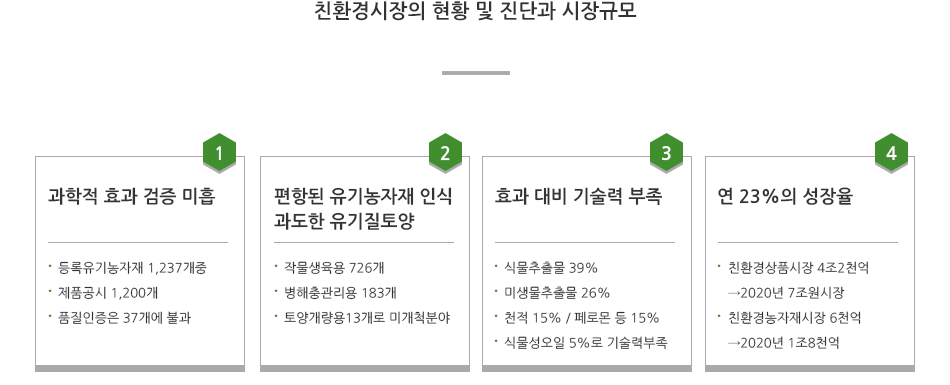 친환경시장의 현황 및 진단과 시장규모
1
과학적 효과 검증 미흡
· 등록유기농자재 1,237개중
· 제품공시 1,200개
· 품질인증은 37개에 불과
2
편항된 유기농자재 인식
과도한 유기질토양
· 작물생육용 726개
· 병해충관리용 183개
· 토양개량용13개로 미개척분야
3
효과 대비 기술력 부족
· 식물추출물 39%
· 미생물추출물 26%
· 천적 15% / 페로몬 등 15%
· 식물성오일 5%로 기술력부족
4
연 23%의 성장율
· 친환경상품시장 4조2천억
→2020년 7조원시장
· 친환경농자재시장 6천억
→2020년 1조8천억